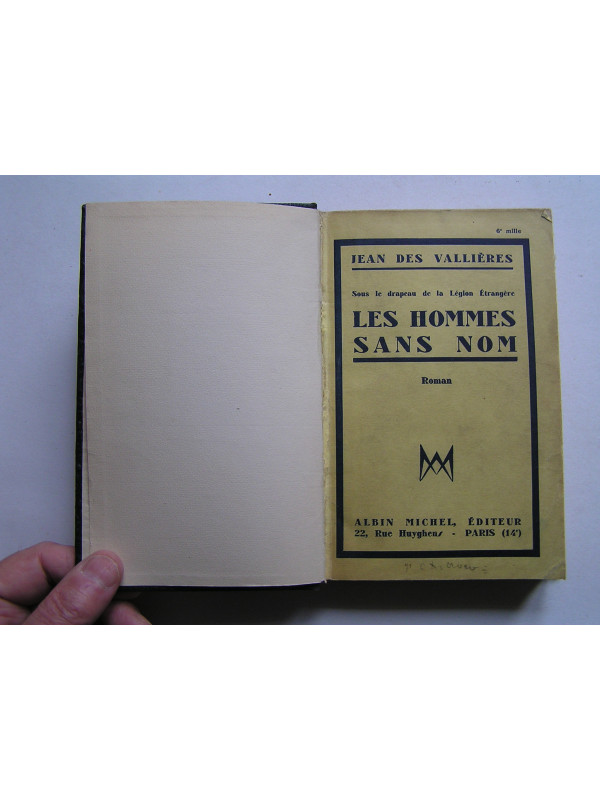 6e mille
JEAN DES VALLIÈRES
Sous le drapeau de la Légion Étrangère
LES HOMMES
SANS NOM
Roman
ALBIN MICHEL, ÉDITEUR
22, Rue Huyghens - PARIS (14e)